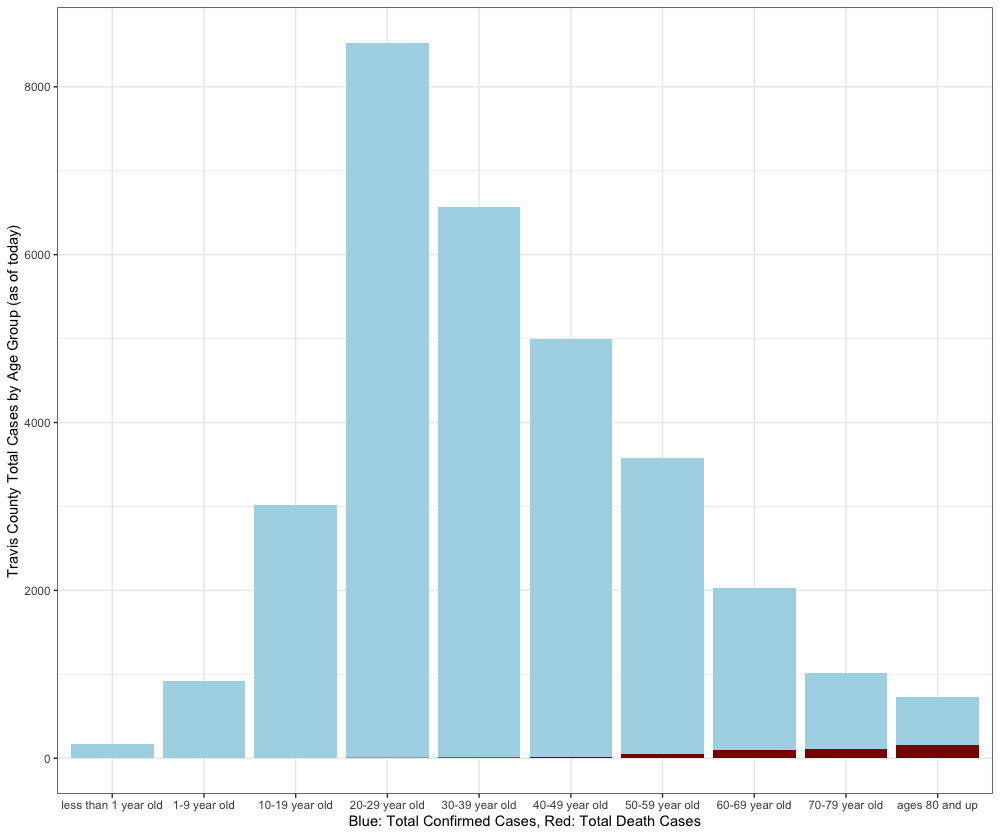 Travis County Total Cases by Age Group (as of today)
8000
6000
4000
2000
0
less than 1 year old 1-9 year old 10-19 year old 20-29 year old 30-39 year old 40-49 year old 50-59 year old 60-69 year old 70-79 year old ages 80 and up
Blue: Total Confirmed Cases, Red: Total Death Cases